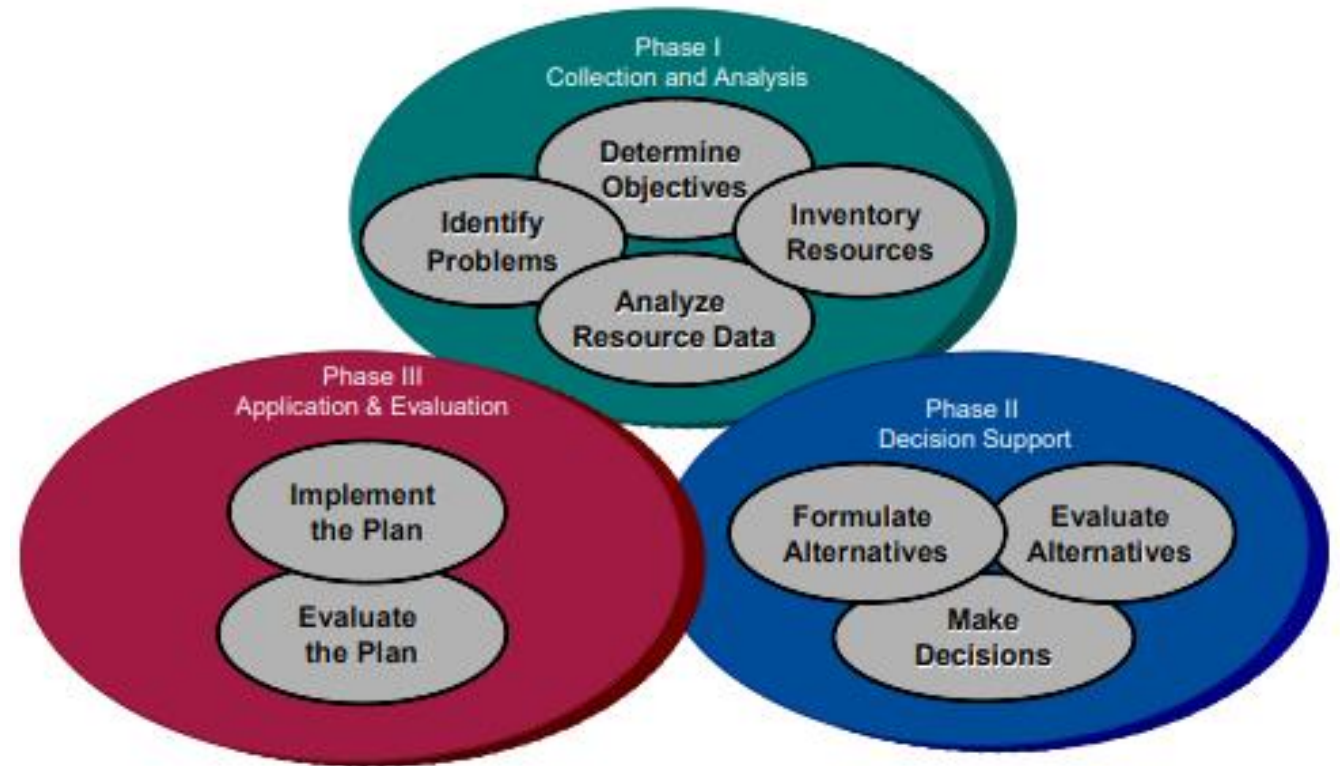 Phase I
Collection and Analysis
Determine
Objectives
Identify
Problems
Inventory
Resources
Analyze
Resource Data
Phase III
Application & Evaluation
Implement
the Plan
Evaluate
the Plan
Phase II
Decision Support
Formulate
Alternatives
Evaluate
Alternatives
Make
Decisions